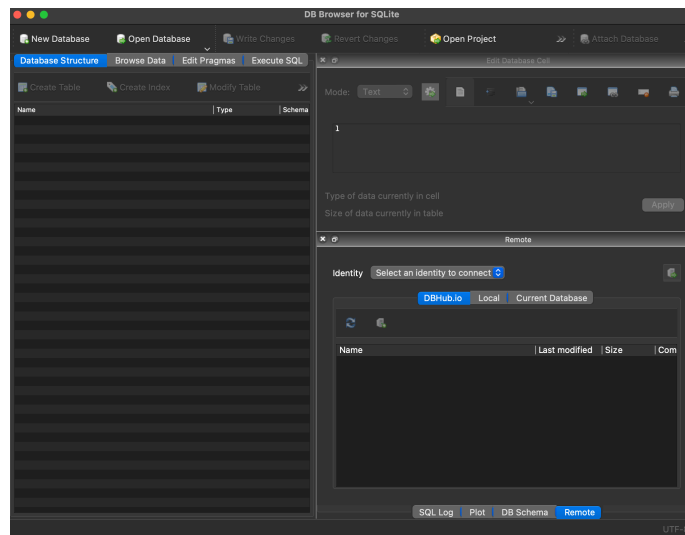 DB Browser for SQLite
New Database Open Database Write Changes Revert Changes Open Project Attach Database
Database Structure Browse Data Edit Pragmas Execute SQL
Edit Database Cell
Create Table Create Index Modify Table
Mode: Text
Name Type Schema
1
Type of data currently in cell
Size of data currently in table
Apply
Remote
Identity Select an identity to connect
DBHub.io Local Current Database
Name Last modified Size Com
SQL Log Plot DB Schema Remote
UTF-